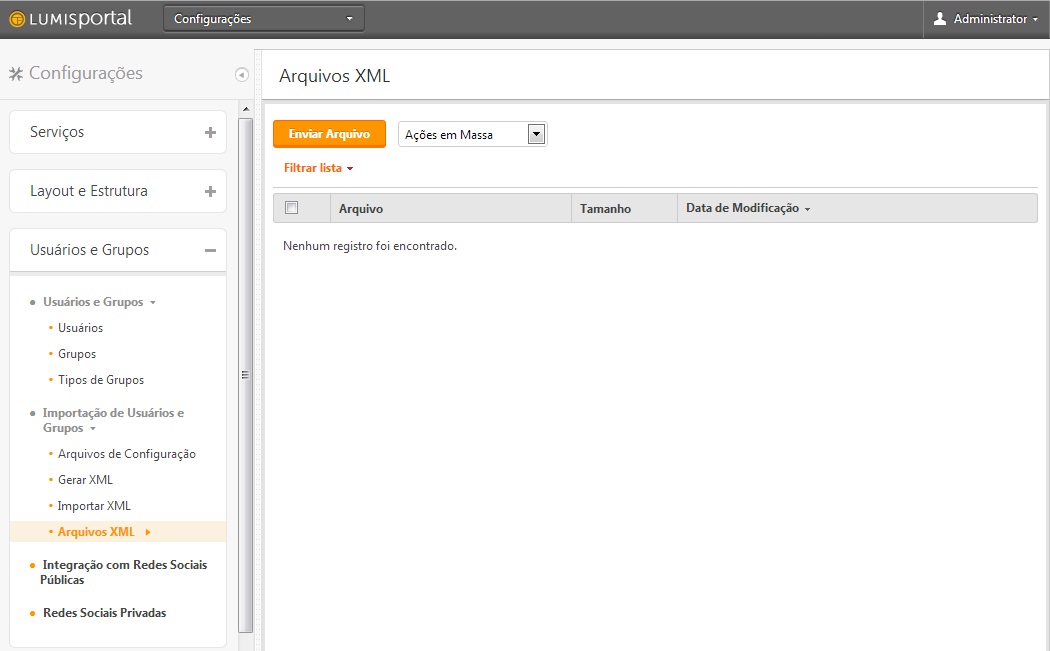 LUMISportal
Configurações
Administrator
Configurações
Serviços
Layout e Estrutura
Usuários e Grupos
Usuários e Grupos
Usuários
Grupos
Tipos de Grupos
Importação de Usuários e
Grupos
Arquivos de Configuração
Gerar XML
Importar XML
Arquivos XML
Integração com Redes Sociais
Públicas
Redes Sociais Privadas
Arquivos XML
Enviar Arquivo
Ações em Massa
Filtrar lista
Arquivo Tamanho Data de Modificação
Nenhum registro foi encontrado.